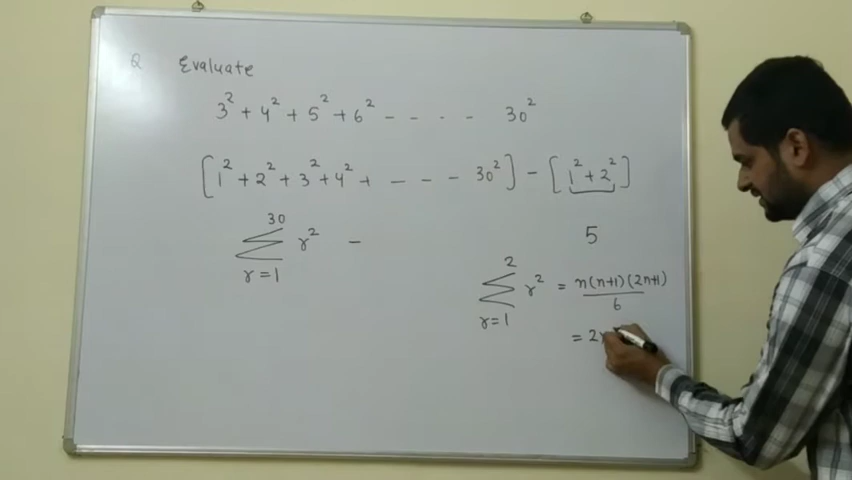 Q Evaluate
3² + 4² + 5² + 6² - - - - 30²
[1² + 2² + 3² + 4² + - - - 30²] - [1² + 2²]
30
Σ r² -
r=1
5
2
Σ r² = n(n+1)(2n+1)
r=1
6
= 2×